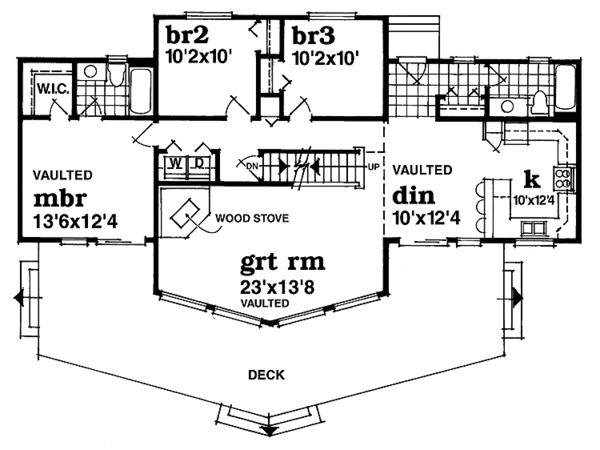 br2
10'2x10'
br3
10'2x10'
W.I.C.
VAULTED
mbr
13'6x12'4
W D
DN
UP
VAULTED
din
10'x12'4
k
10'x12'4
WOOD STOVE
grt rm
23'x13'8
VAULTED
DECK